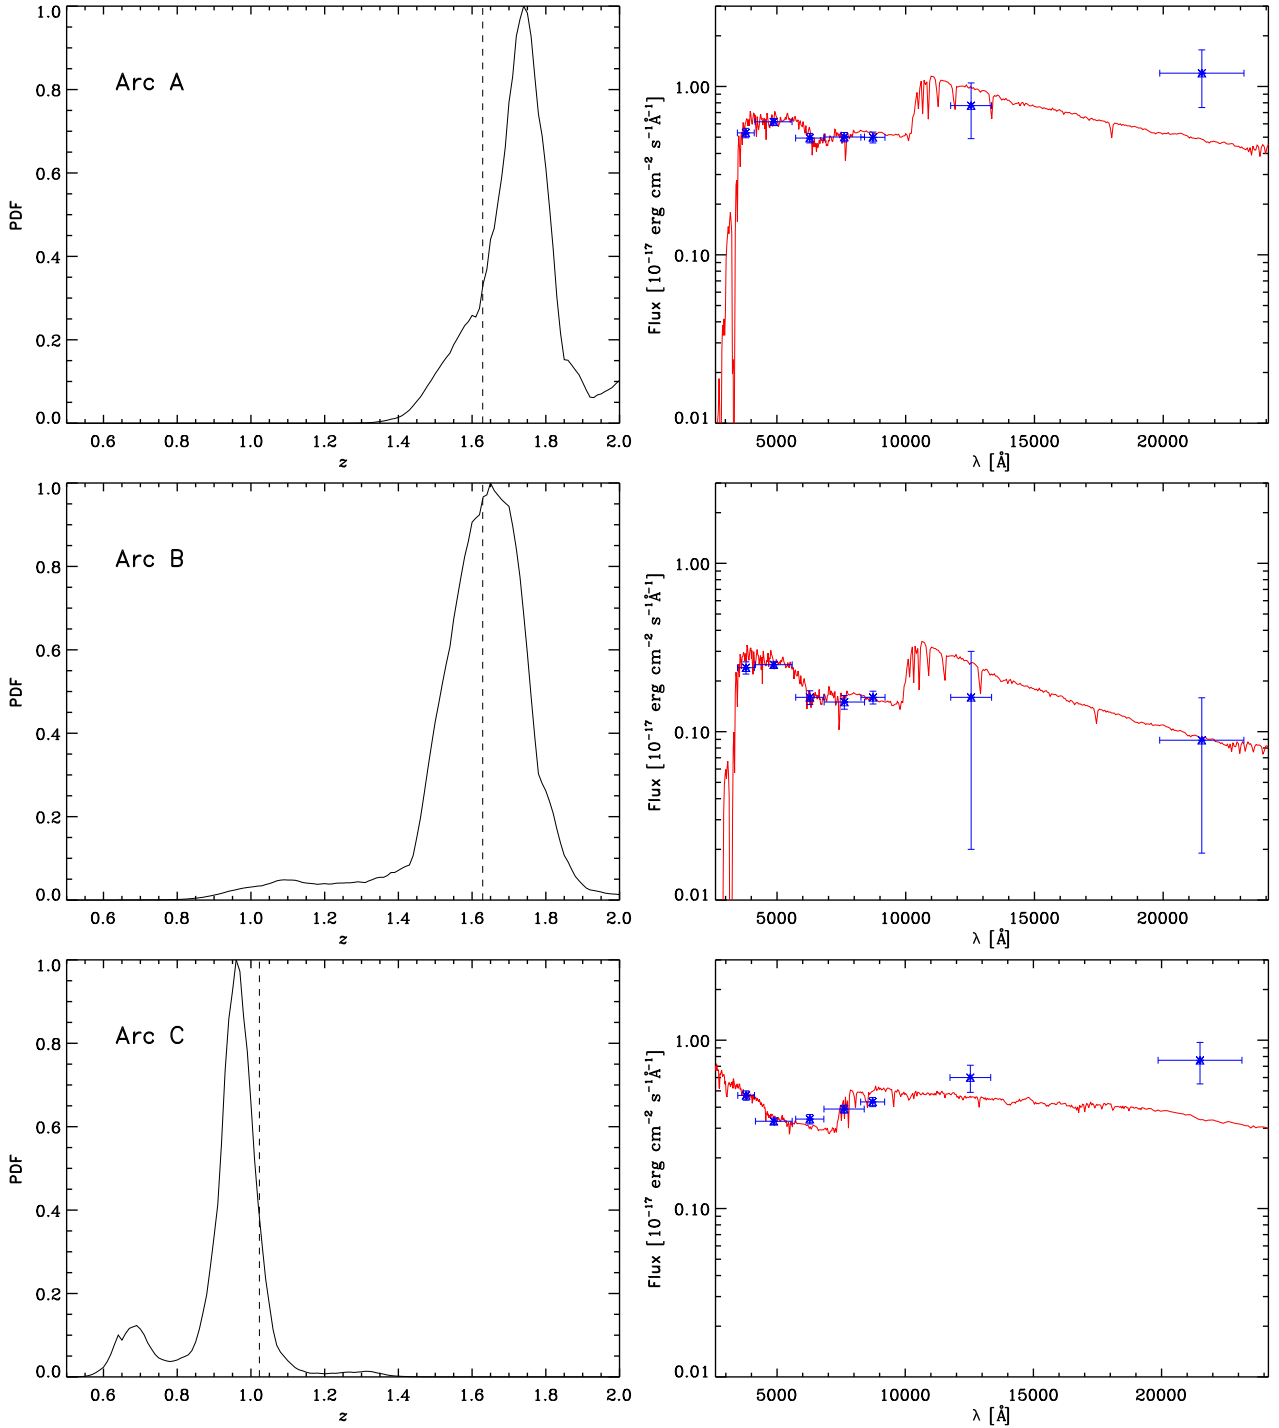 Arc A
PDF
1.0
0.8
0.6
0.4
0.2
0.0
0.6 0.8 1.0 1.2 1.4 1.6 1.8 2.0
z
Flux [10⁻¹⁷ erg cm⁻² s⁻¹Å⁻¹]
1.00
0.10
0.01
5000 10000 15000 20000
λ [Å]
Arc B
PDF
1.0
0.8
0.6
0.4
0.2
0.0
0.6 0.8 1.0 1.2 1.4 1.6 1.8 2.0
z
Flux [10⁻¹⁷ erg cm⁻² s⁻¹Å⁻¹]
1.00
0.10
0.01
5000 10000 15000 20000
λ [Å]
Arc C
PDF
1.0
0.8
0.6
0.4
0.2
0.0
0.6 0.8 1.0 1.2 1.4 1.6 1.8 2.0
z
Flux [10⁻¹⁷ erg cm⁻² s⁻¹Å⁻¹]
1.00
0.10
0.01
5000 10000 15000 20000
λ [Å]